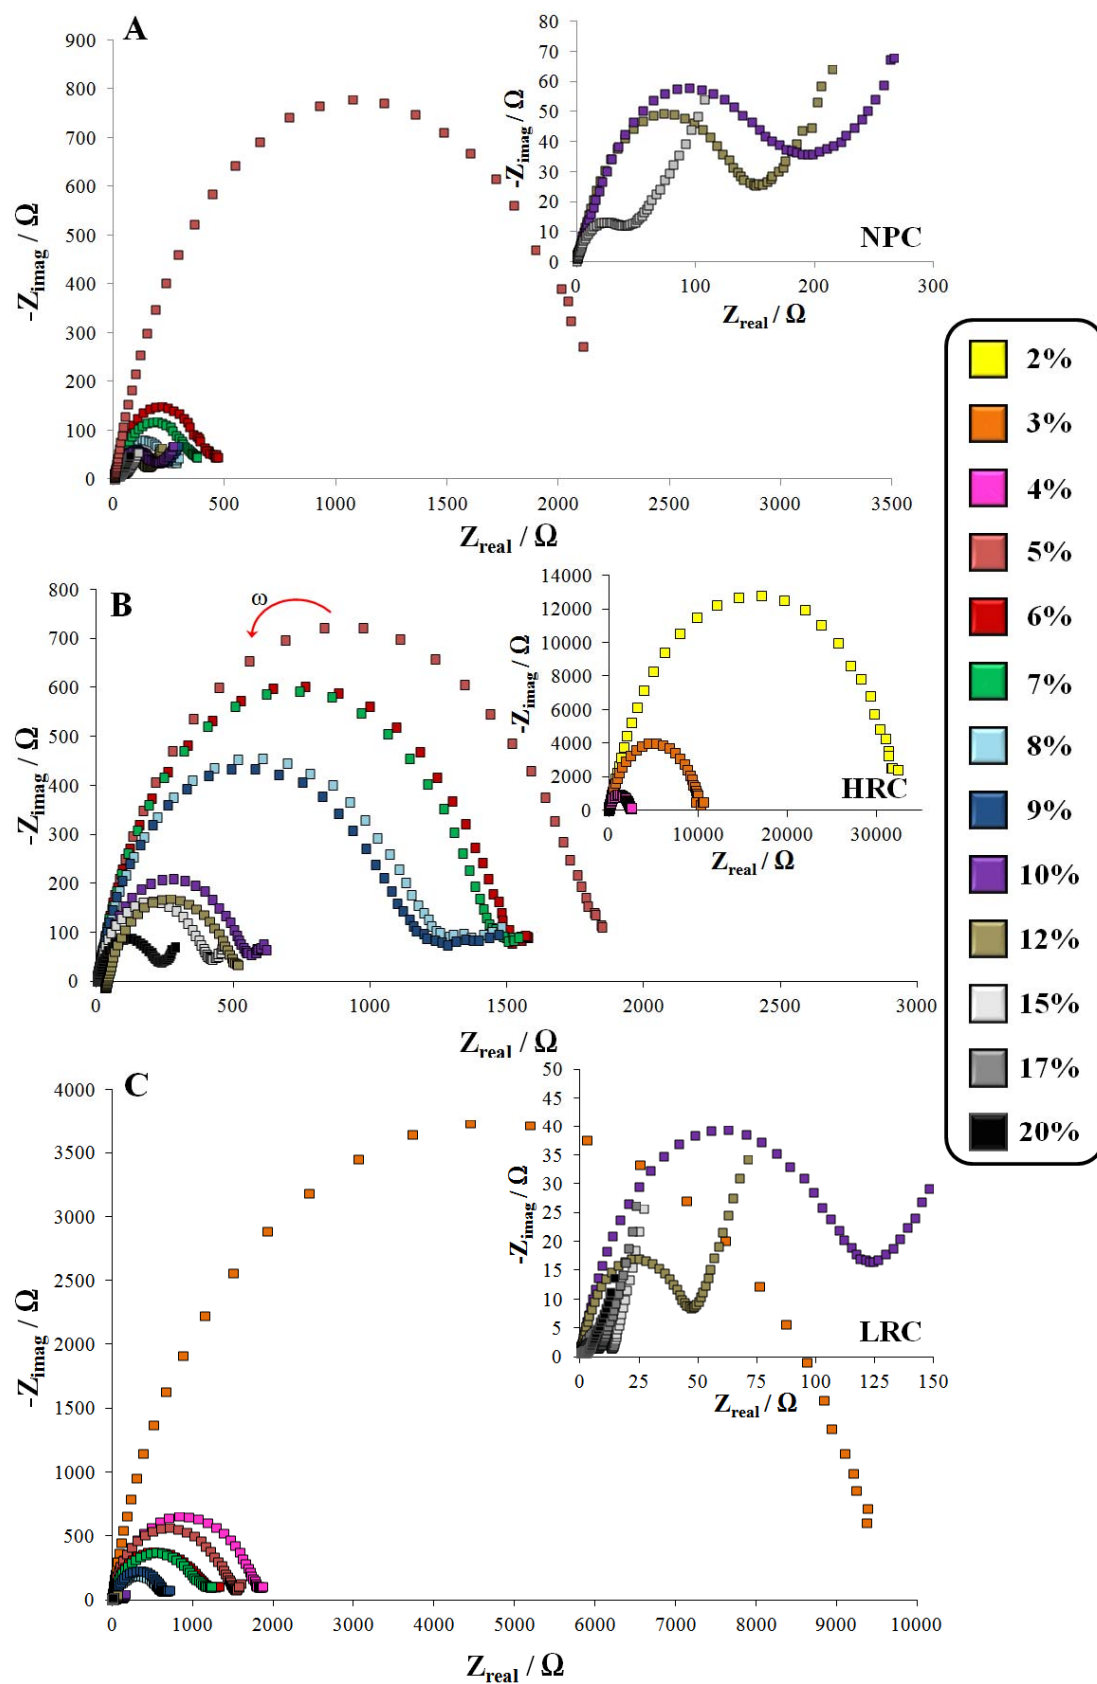 A
900
800
700
600
500
400
300
200
100
0
-Z_imag / Ω
0 500 1000 1500 2000 2500 3000 3500
Z_real / Ω
80
70
60
50
40
30
20
10
0
-Z_imag / Ω
NPC
0 100 200 300
Z_real / Ω
B
ω
800
700
600
500
400
300
200
100
0
-Z_imag / Ω
0 500 1000 1500 2000 2500 3000
Z_real / Ω
14000
12000
10000
8000
6000
4000
2000
0
-Z_imag / Ω
HRC
0 10000 20000 30000
Z_real / Ω
C
4000
3500
3000
2500
2000
1500
1000
500
0
-Z_imag / Ω
0 1000 2000 3000 4000 5000 6000 7000 8000 9000 10000
Z_real / Ω
50
45
40
35
30
25
20
15
10
5
0
-Z_imag / Ω
LRC
0 25 50 75 100 125 150
Z_real / Ω
2%
3%
4%
5%
6%
7%
8%
9%
10%
12%
15%
17%
20%